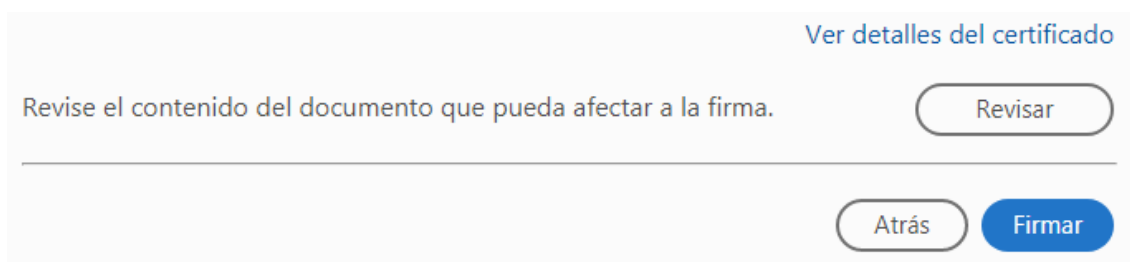 Ver detalles del certificado
Revise el contenido del documento que pueda afectar a la firma.
Revisar
Atrás
Firmar